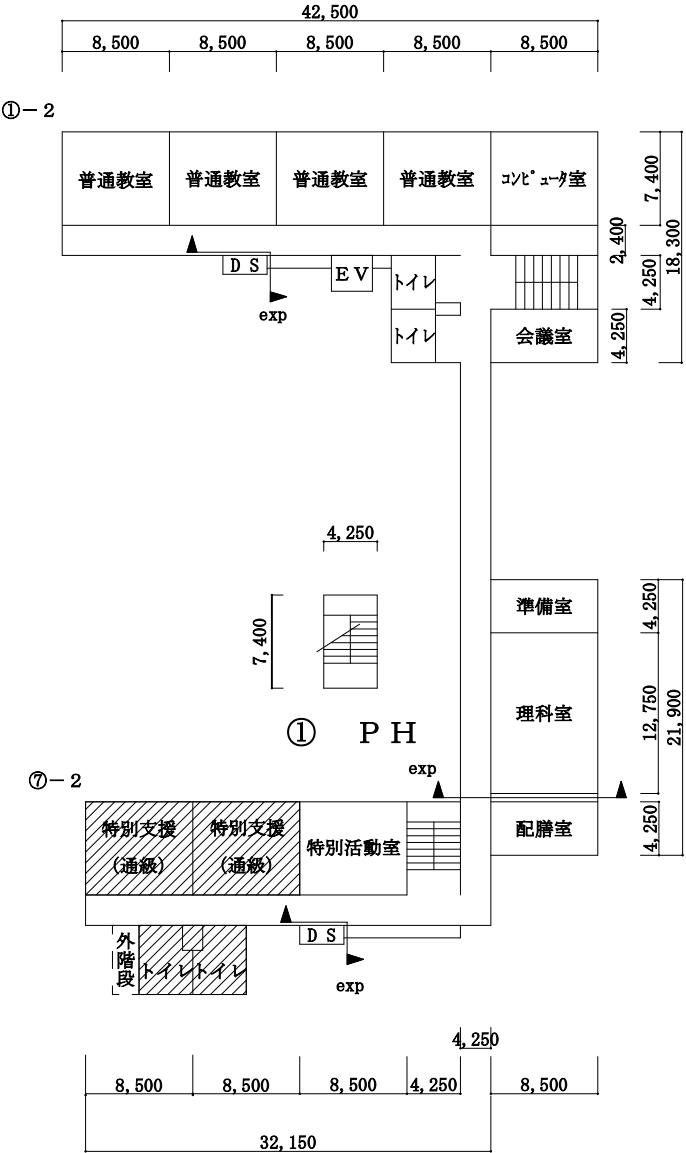 42,500
8,500 8,500 8,500 8,500 8,500
①－2
普通教室 普通教室 普通教室 普通教室 ｺﾝﾋﾟｭｰﾀ室
7,400
2,400
18,300
DS EV トイレ
4,250
exp
トイレ 会議室
4,250
4,250
7,400
準備室
4,250
理科室
12,750
21,900
① PH
exp
⑦－2
特別支援 特別支援
(通級) (通級)
特別活動室
配膳室
4,250
外階段
トイレ トイレ
DS
exp
4,250
8,500 8,500 8,500 4,250 8,500
32,150